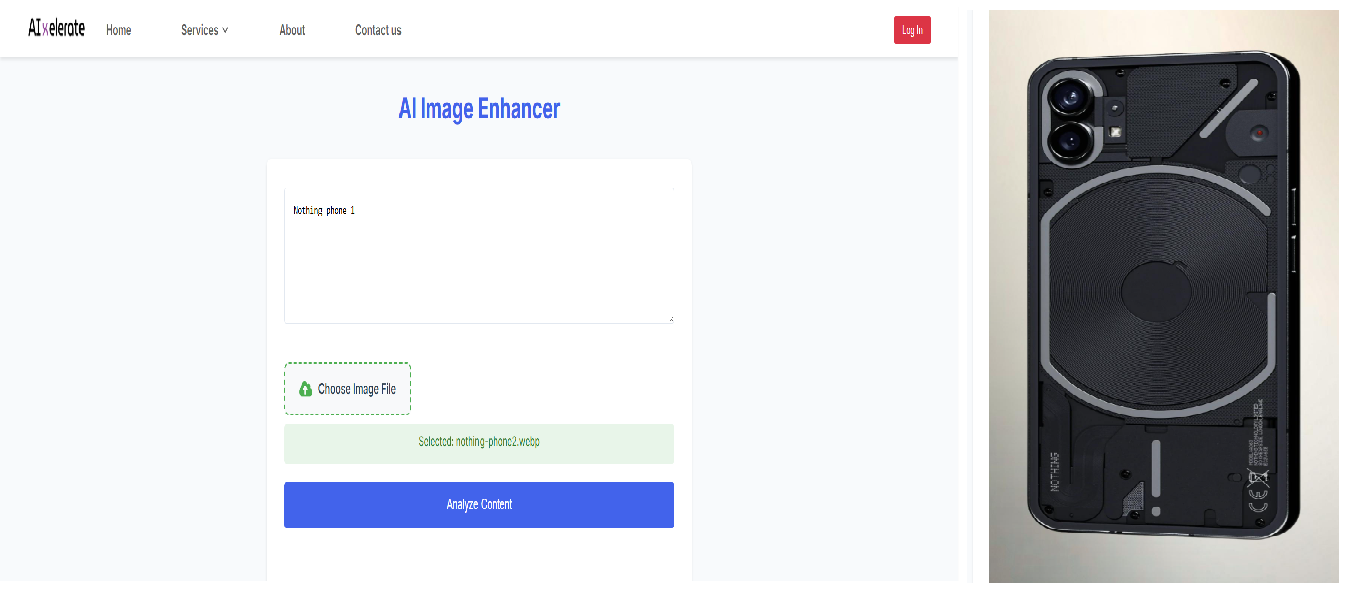 AIxelerate
Home
Services
About
Contact us
Log In
AI Image Enhancer
Nothing phone 1
Choose Image File
Selected: nothing-phone2.webp
Analyze Content
NOTHING